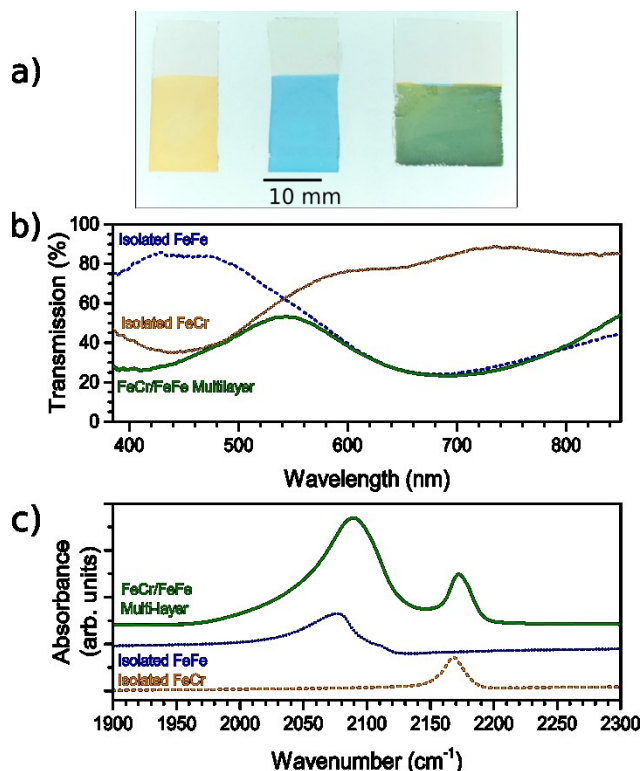 a)
10 mm
b)
Transmission (%)
100
80
60
40
20
0
Isolated FeFe
Isolated FeCr
FeCr/FeFe Multilayer
400
500
600
700
800
Wavelength (nm)
c)
Absorbance
(arb. units)
FeCr/FeFe
Multi-layer
Isolated FeFe
Isolated FeCr
1900
1950
2000
2050
2100
2150
2200
2250
2300
Wavenumber (cm⁻¹)